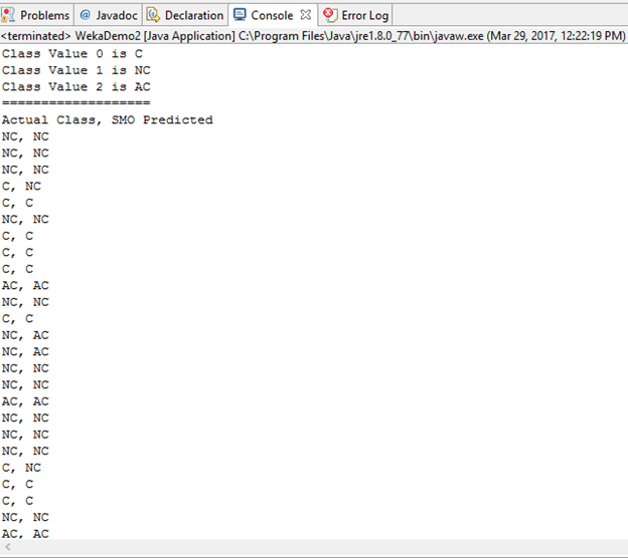 Problems @ Javadoc Declaration Console Error Log
<terminated> WekaDemo2 [Java Application] C:\Program Files\Java\jre1.8.0_77\bin\javaw.exe (Mar 29, 2017, 12:22:19 PM)
Class Value 0 is C
Class Value 1 is NC
Class Value 2 is AC
===================
Actual Class, SMO Predicted
NC, NC
NC, NC
NC, NC
C, NC
C, C
NC, NC
C, C
C, C
C, C
AC, AC
NC, NC
C, C
NC, AC
NC, AC
NC, NC
NC, NC
AC, AC
NC, NC
NC, NC
NC, NC
C, NC
C, C
C, C
NC, NC
AC, AC